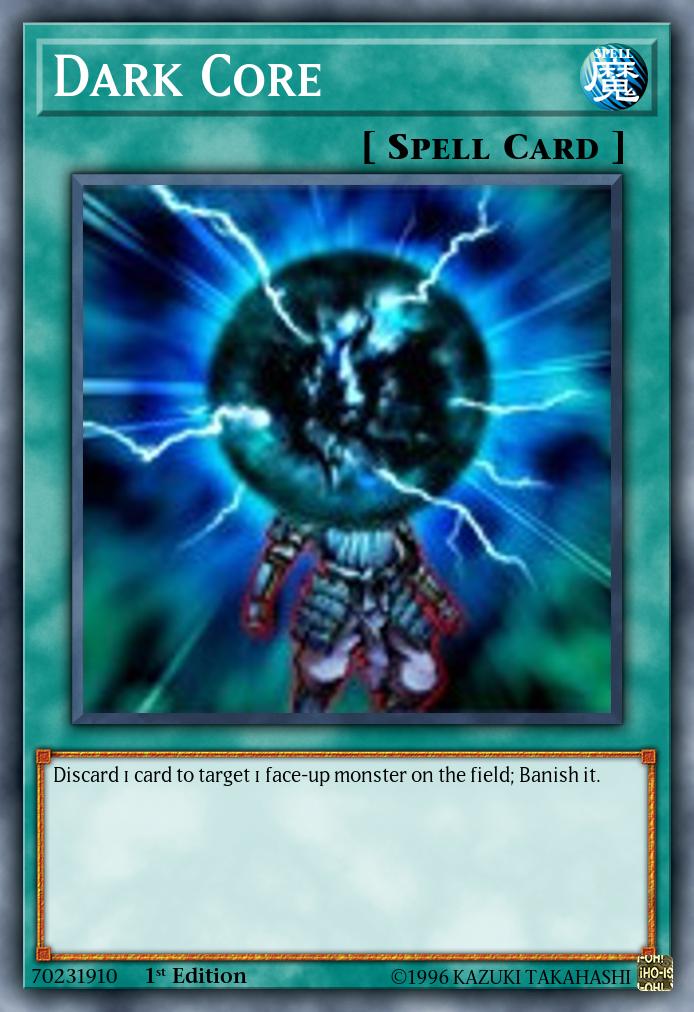 Dark Core
SPELL
魔
[ Spell Card ]
Discard 1 card to target 1 face-up monster on the field; Banish it.
70231910 1st Edition ©1996 KAZUKI TAKAHASHI